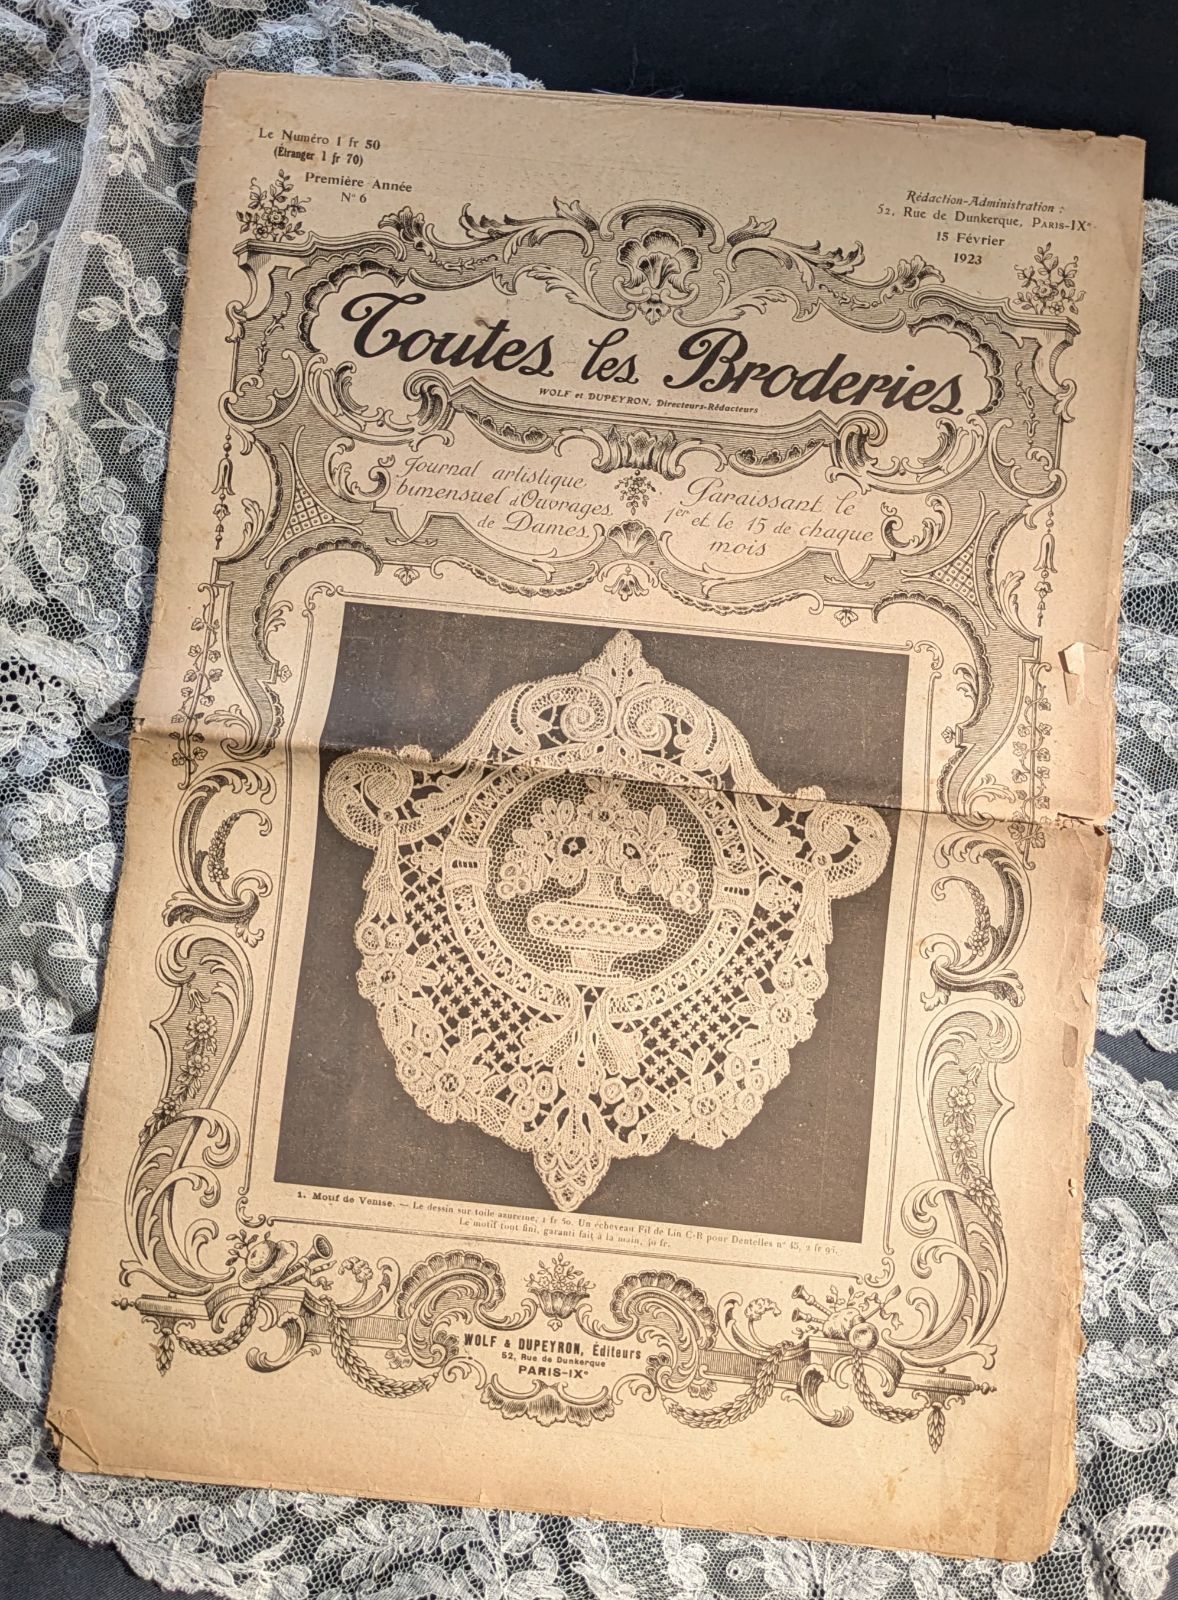 Le Numéro 1 fr 50
(Étranger 1 fr 70)
Première Année
N° 6
Rédaction-Administration :
52, Rue de Dunkerque, PARIS-IXe
15 Février
1923
Toutes les Broderies
WOLF et DUPEYRON, Directeurs-Rédacteurs
Journal artistique
bimensuel d'Ouvrages
de Dames
Paraissant le
1er et le 15 de chaque
mois
1. Motif de Venise. — Le dessin sur toile azurine, 1 fr 50. Un écheveau Fil de Lin C-B pour Dentelles n° 45, 2 fr 95.
Le motif tout fini, garanti fait à la main, 40 fr.
WOLF & DUPEYRON, Éditeurs
52, Rue de Dunkerque
PARIS-IXe